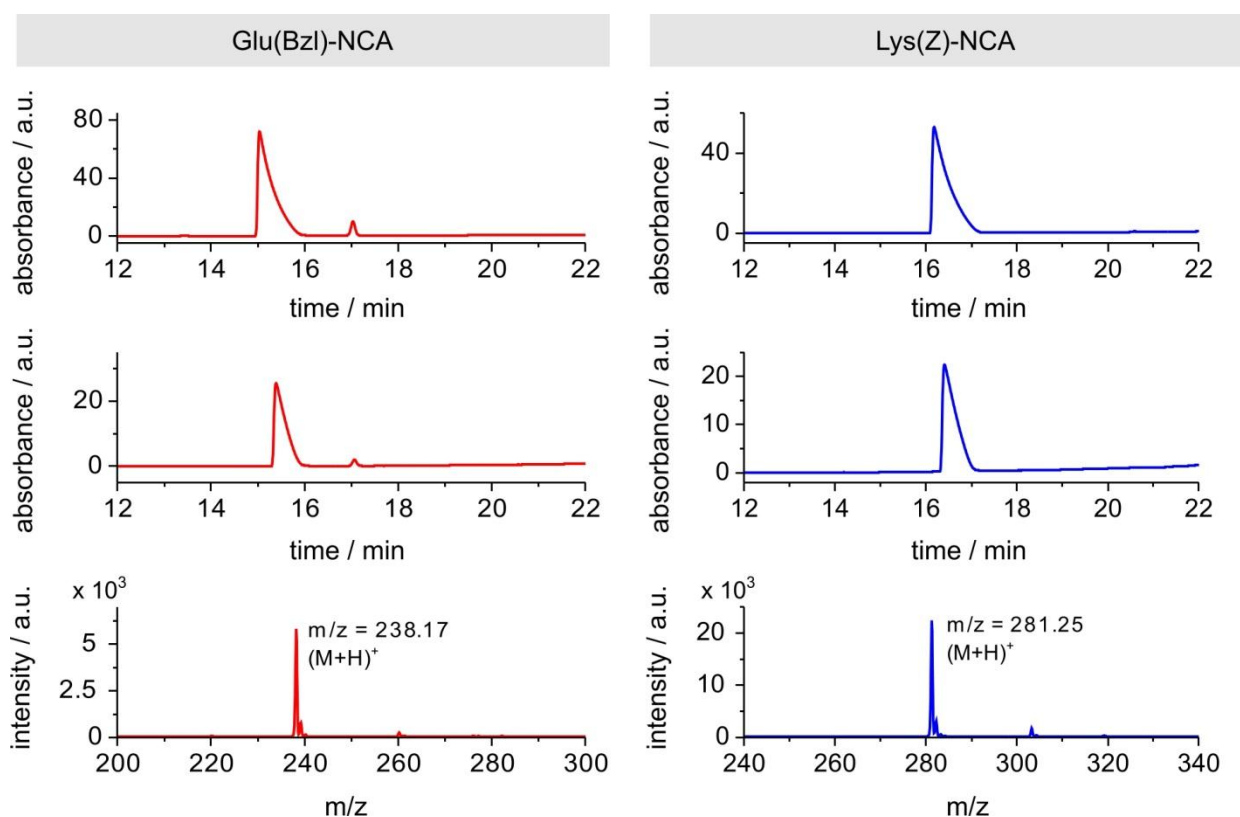 Glu(Bzl)-NCA
absorbance / a.u.
80
40
0
12 14 16 18 20 22
time / min
absorbance / a.u.
20
0
12 14 16 18 20 22
time / min
x 10³
intensity / a.u.
5
2.5
0
m/z = 238.17
(M+H)⁺
200 220 240 260 280 300
m/z
Lys(Z)-NCA
absorbance / a.u.
40
0
12 14 16 18 20 22
time / min
absorbance / a.u.
20
10
0
12 14 16 18 20 22
time / min
x 10³
intensity / a.u.
20
10
0
m/z = 281.25
(M+H)⁺
240 260 280 300 320 340
m/z